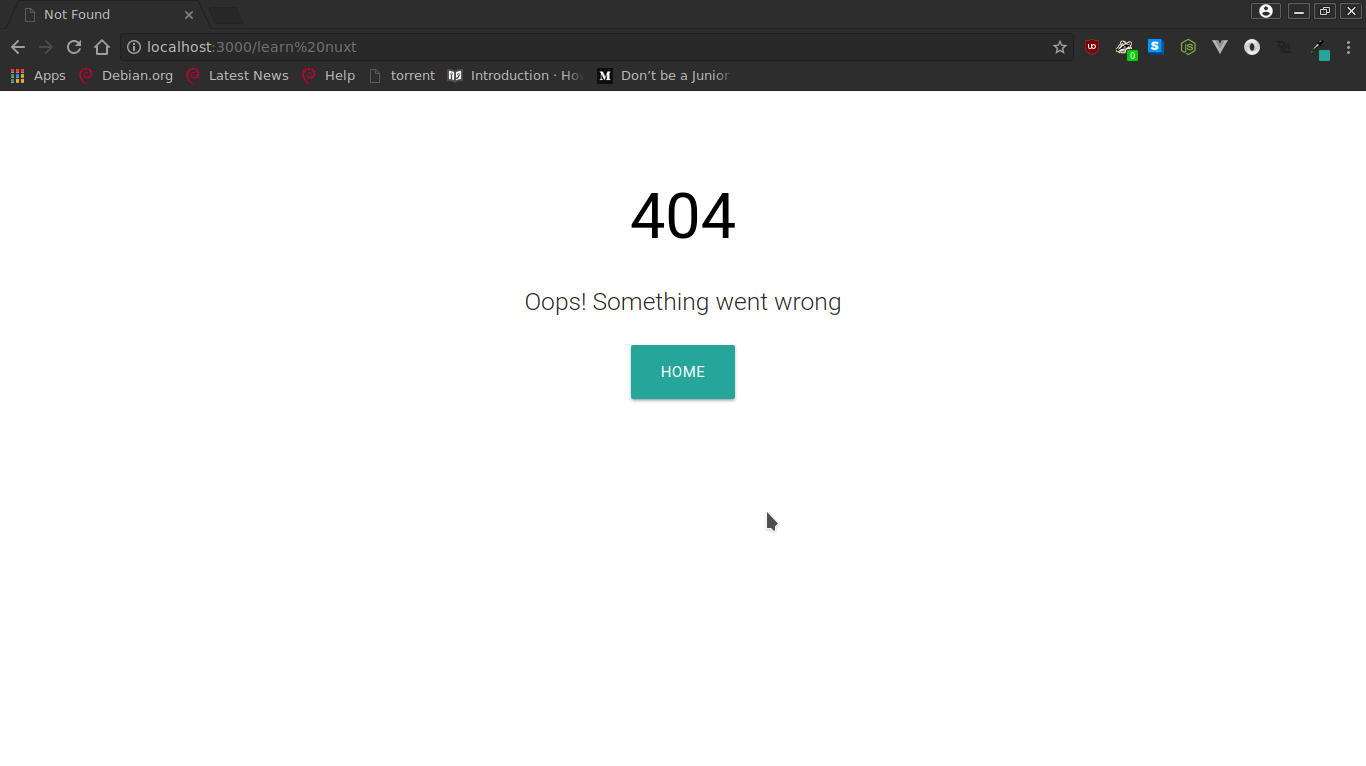 Not Found
localhost:3000/learn%20nuxt
Apps Debian.org Latest News Help torrent Introduction · How Don’t be a Junior
404
Oops! Something went wrong
HOME